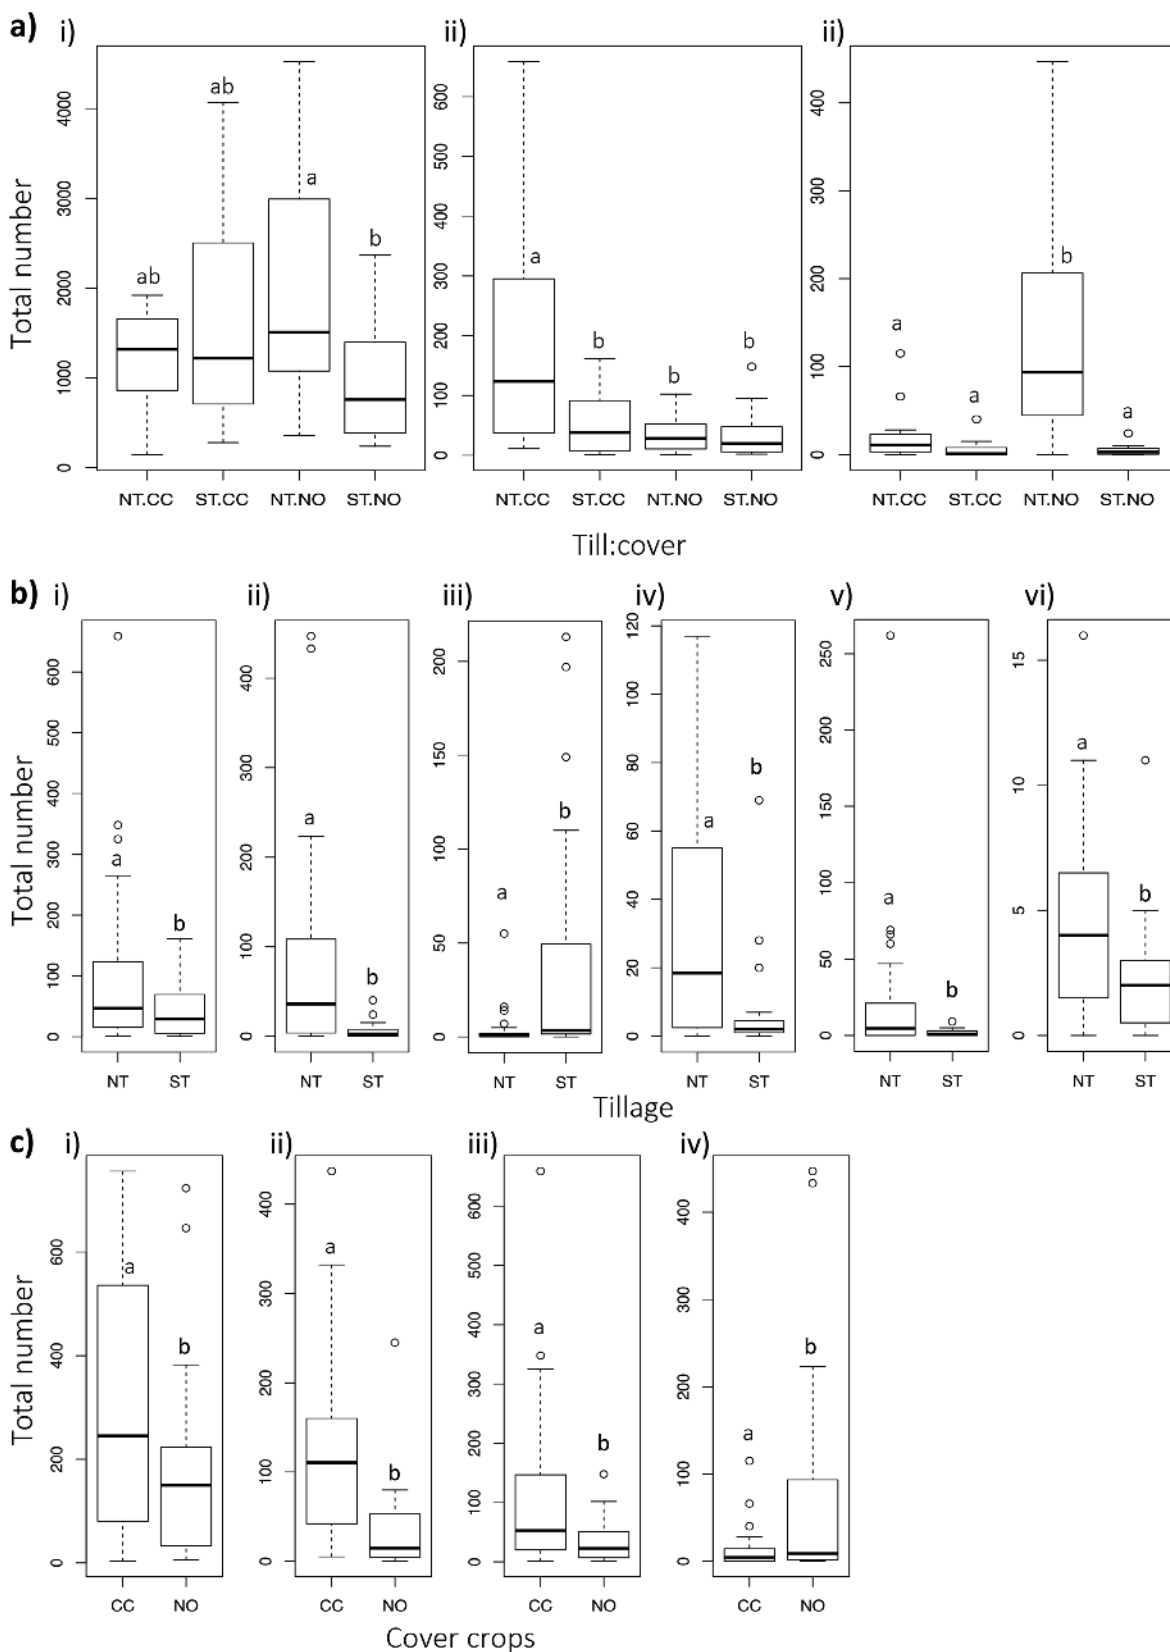 a) i) ii) ii)
Total number
0 1000 2000 3000 4000
ab ab a b
NT.CC ST.CC NT.NO ST.NO
0 100 200 300 400 500 600
a b b b
NT.CC ST.CC NT.NO ST.NO
0 100 200 300 400
a a b a
NT.CC ST.CC NT.NO ST.NO
Till:cover
b) i) ii) iii) iv) v) vi)
Total number
0 100 200 300 400 500 600
a b
NT ST
0 100 200 300 400
a b
NT ST
0 50 100 150 200
a b
NT ST
0 20 40 60 80 100 120
a b
NT ST
0 50 100 150 200 250
a b
NT ST
0 5 10 15
a b
NT ST
Tillage
c) i) ii) iii) iv)
Total number
0 200 400 600
a b
CC NO
0 100 200 300 400
a b
CC NO
0 100 200 300 400 500 600
a b
CC NO
0 100 200 300 400
a b
CC NO
Cover crops